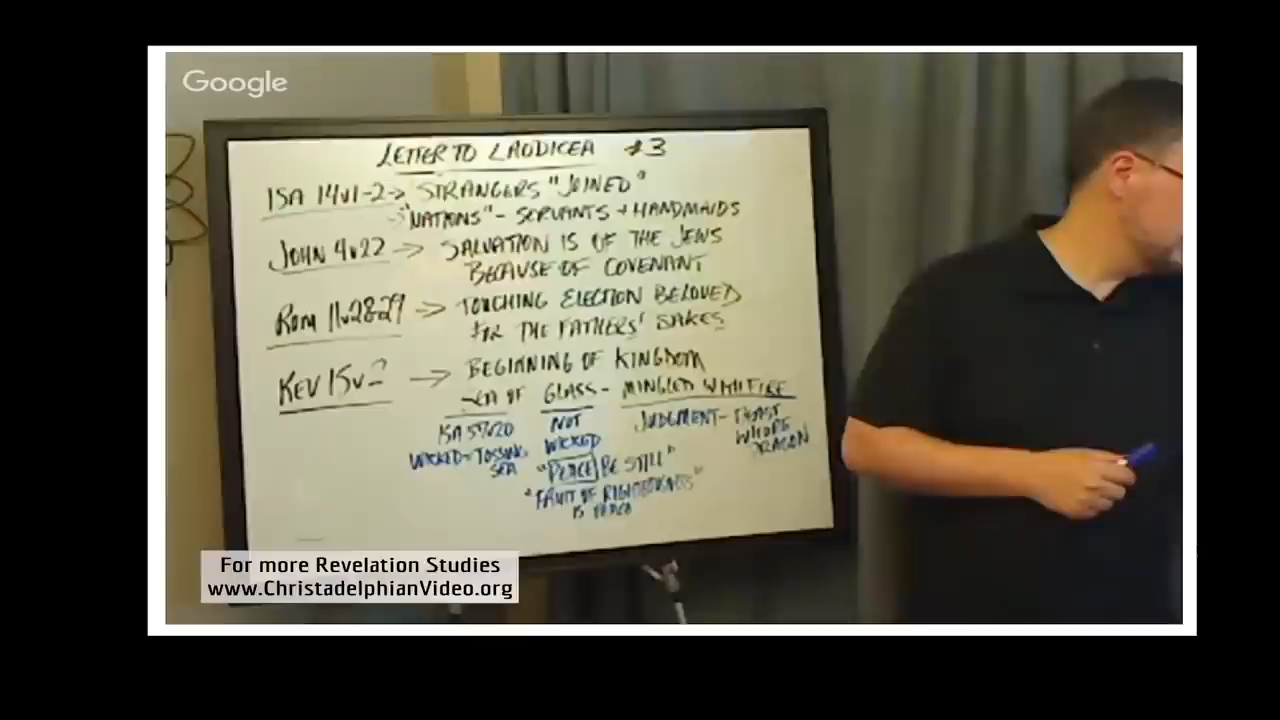 Google
LETTER TO LAODICEA #3
ISA 14v1-2 → STRANGERS "JOINED"
"NATIONS" - SERVANTS + HANDMAIDS
JOHN 4v22 → SALVATION IS OF THE JEWS
BECAUSE OF COVENANT
ROM 11v28-29 → TOUCHING ELECTION BELOVED
FOR THE FATHERS' SAKES
REV 15v2 → BEGINNING OF KINGDOM
SEA OF GLASS - MINGLED WITH FIRE
ISA 57v20 NOT JUDGMENT - BEAST
WICKED = TOSSING WICKED WHORE
SEA DRAGON
"PEACE BE STILL"
"FRUIT OF RIGHTEOUSNESS
IS PEACE
For more Revelation Studies
www.ChristadelphianVideo.org